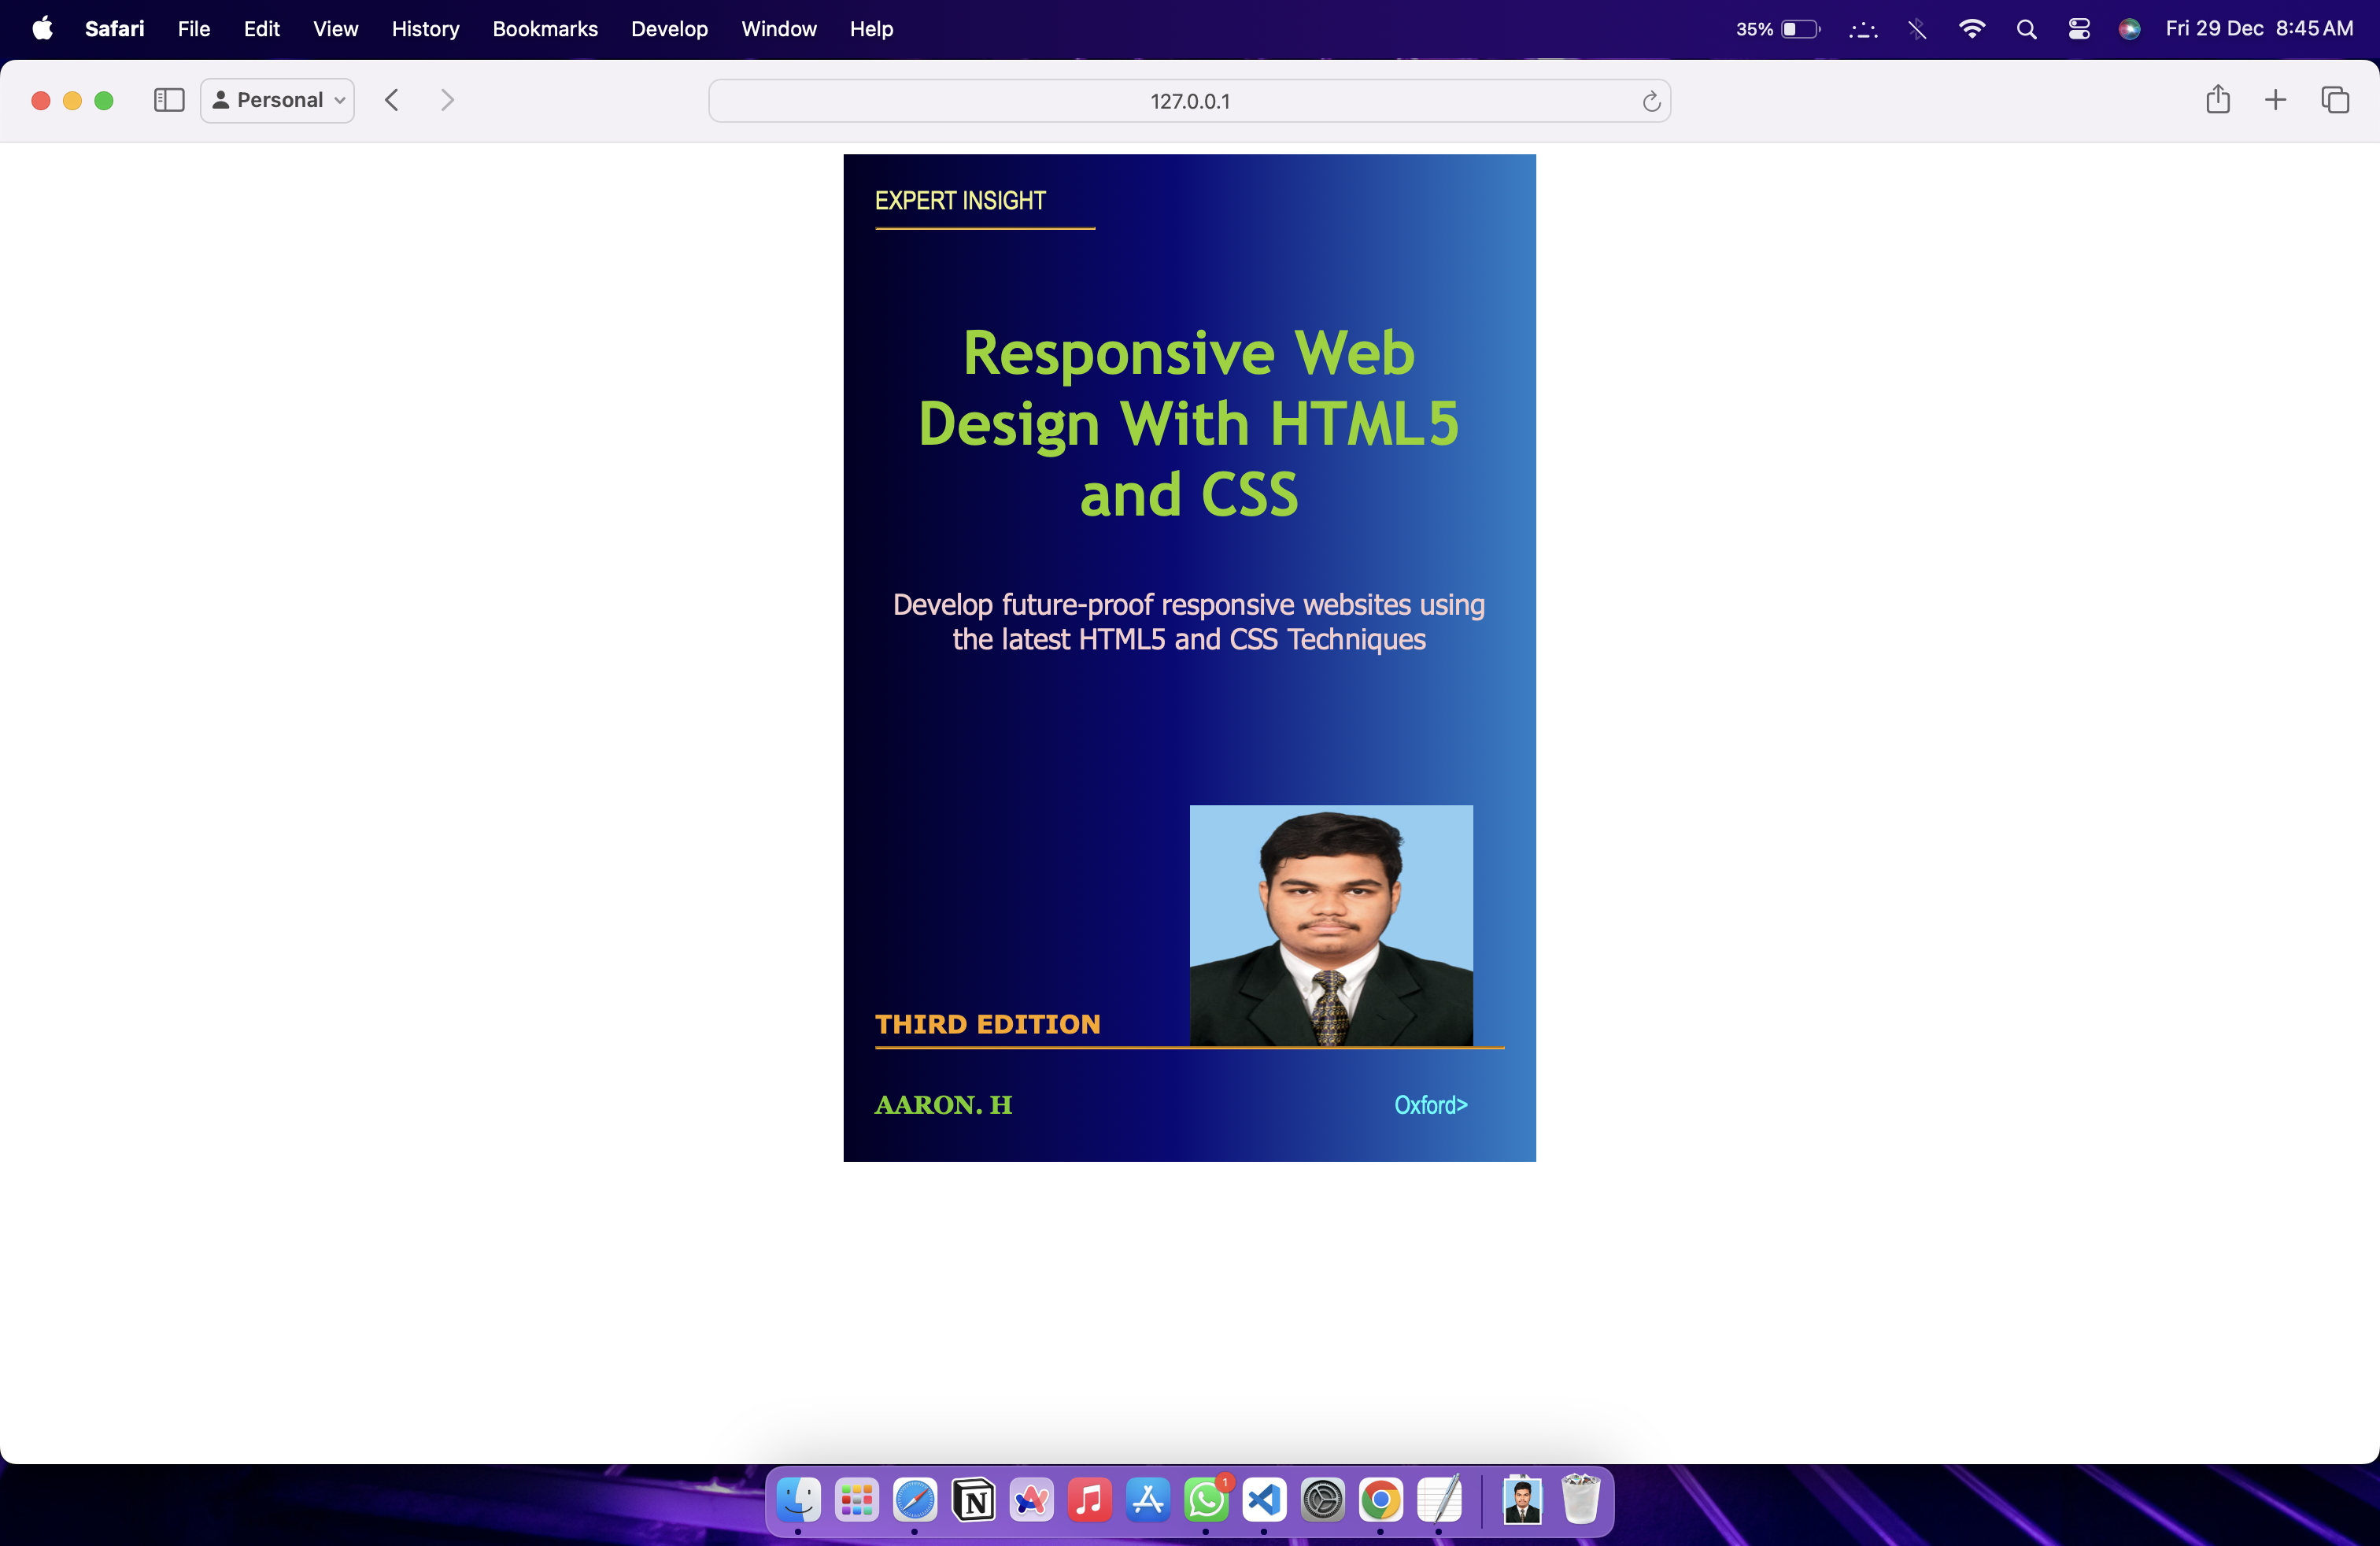 Safari File Edit View History Bookmarks Develop Window Help 35% Fri 29 Dec 8:45 AM
Personal 127.0.0.1
EXPERT INSIGHT
Responsive Web
Design With HTML5
and CSS
Develop future-proof responsive websites using
the latest HTML5 and CSS Techniques
THIRD EDITION
AARON. H Oxford>
1